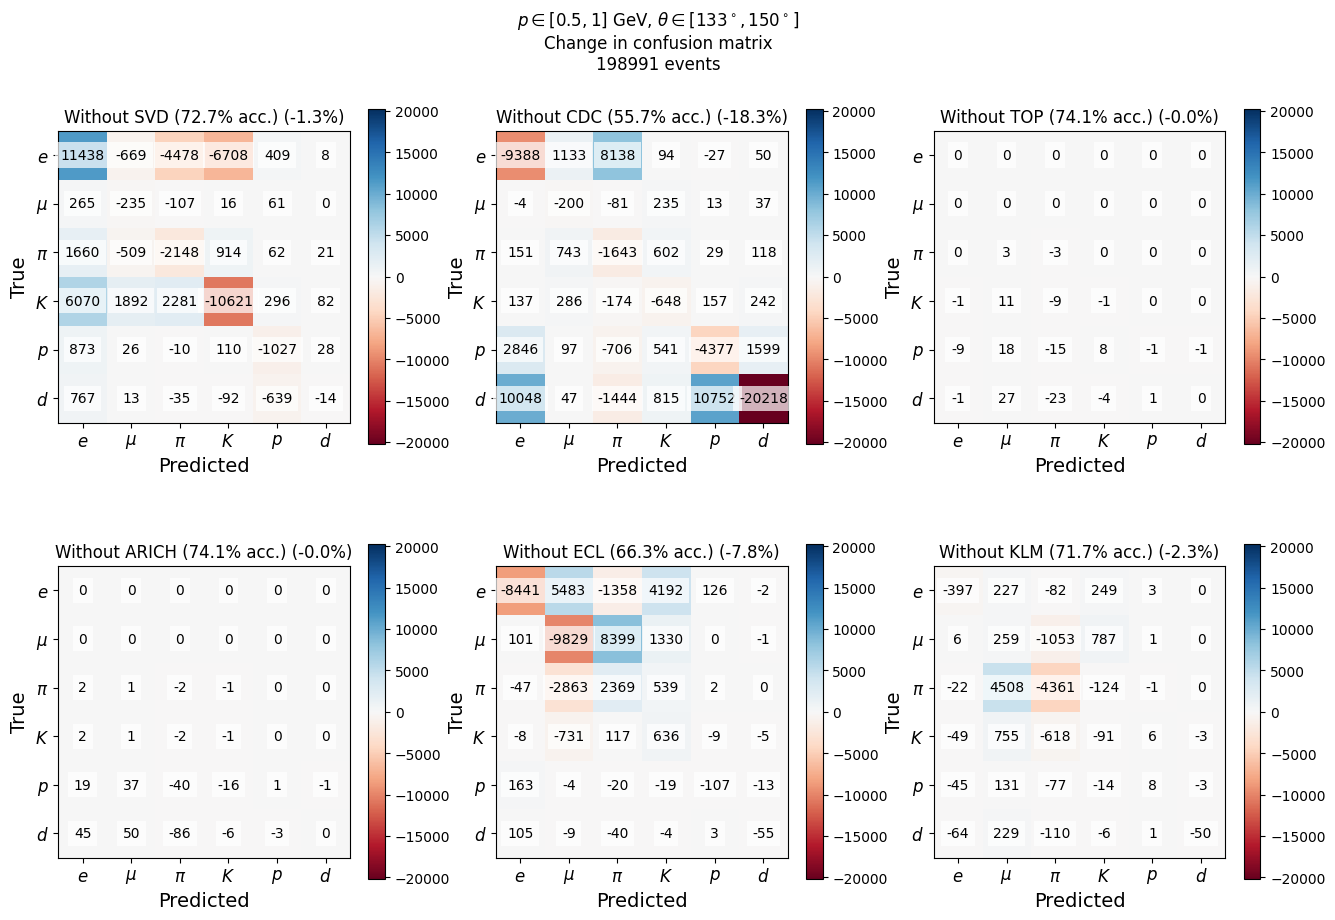 p ∈ [0.5, 1] GeV, θ ∈ [133°, 150°]
Change in confusion matrix
198991 events
Without SVD (72.7% acc.) (-1.3%)
e 11438 -669 -4478 -6708 409 8
μ 265 -235 -107 16 61 0
π 1660 -509 -2148 914 62 21
K 6070 1892 2281 -10621 296 82
p 873 26 -10 110 -1027 28
d 767 13 -35 -92 -639 -14
e μ π K p d
True
Predicted
20000
15000
10000
5000
0
−5000
−10000
−15000
−20000
Without CDC (55.7% acc.) (-18.3%)
e -9388 1133 8138 94 -27 50
μ -4 -200 -81 235 13 37
π 151 743 -1643 602 29 118
K 137 286 -174 -648 157 242
p 2846 97 -706 541 -4377 1599
d 10048 47 -1444 815 10752 -20218
e μ π K p d
True
Predicted
20000
15000
10000
5000
0
−5000
−10000
−15000
−20000
Without TOP (74.1% acc.) (-0.0%)
e 0 0 0 0 0 0
μ 0 0 0 0 0 0
π 0 3 -3 0 0 0
K -1 11 -9 -1 0 0
p -9 18 -15 8 -1 -1
d -1 27 -23 -4 1 0
e μ π K p d
True
Predicted
20000
15000
10000
5000
0
−5000
−10000
−15000
−20000
Without ARICH (74.1% acc.) (-0.0%)
e 0 0 0 0 0 0
μ 0 0 0 0 0 0
π 2 1 -2 -1 0 0
K 2 1 -2 -1 0 0
p 19 37 -40 -16 1 -1
d 45 50 -86 -6 -3 0
e μ π K p d
True
Predicted
20000
15000
10000
5000
0
−5000
−10000
−15000
−20000
Without ECL (66.3% acc.) (-7.8%)
e -8441 5483 -1358 4192 126 -2
μ 101 -9829 8399 1330 0 -1
π -47 -2863 2369 539 2 0
K -8 -731 117 636 -9 -5
p 163 -4 -20 -19 -107 -13
d 105 -9 -40 -4 3 -55
e μ π K p d
True
Predicted
20000
15000
10000
5000
0
−5000
−10000
−15000
−20000
Without KLM (71.7% acc.) (-2.3%)
e -397 227 -82 249 3 0
μ 6 259 -1053 787 1 0
π -22 4508 -4361 -124 -1 0
K -49 755 -618 -91 6 -3
p -45 131 -77 -14 8 -3
d -64 229 -110 -6 1 -50
e μ π K p d
True
Predicted
20000
15000
10000
5000
0
−5000
−10000
−15000
−20000